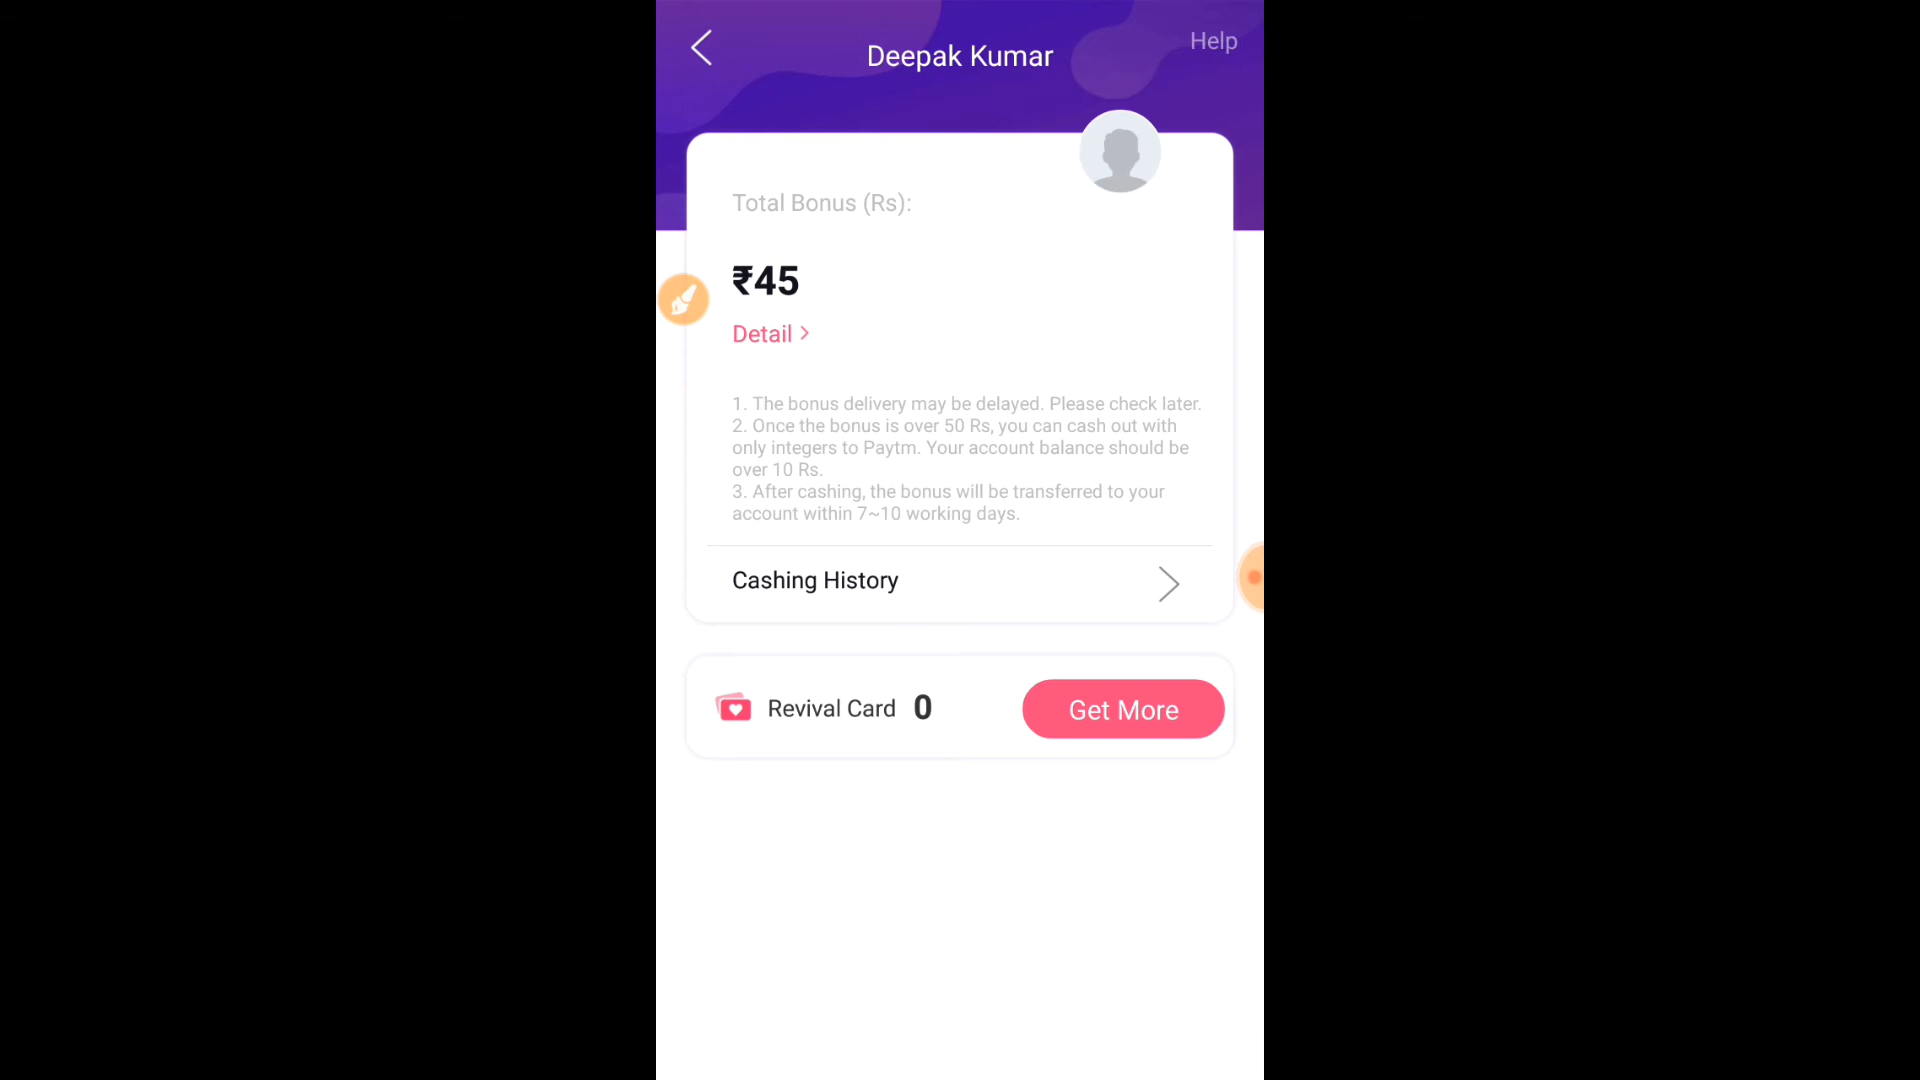 Help
Deepak Kumar
Total Bonus (Rs):
₹45
Detail >
1. The bonus delivery may be delayed. Please check later.
2. Once the bonus is over 50 Rs, you can cash out with
only integers to Paytm. Your account balance should be
over 10 Rs.
3. After cashing, the bonus will be transferred to your
account within 7~10 working days.
Cashing History
Revival Card 0
Get More